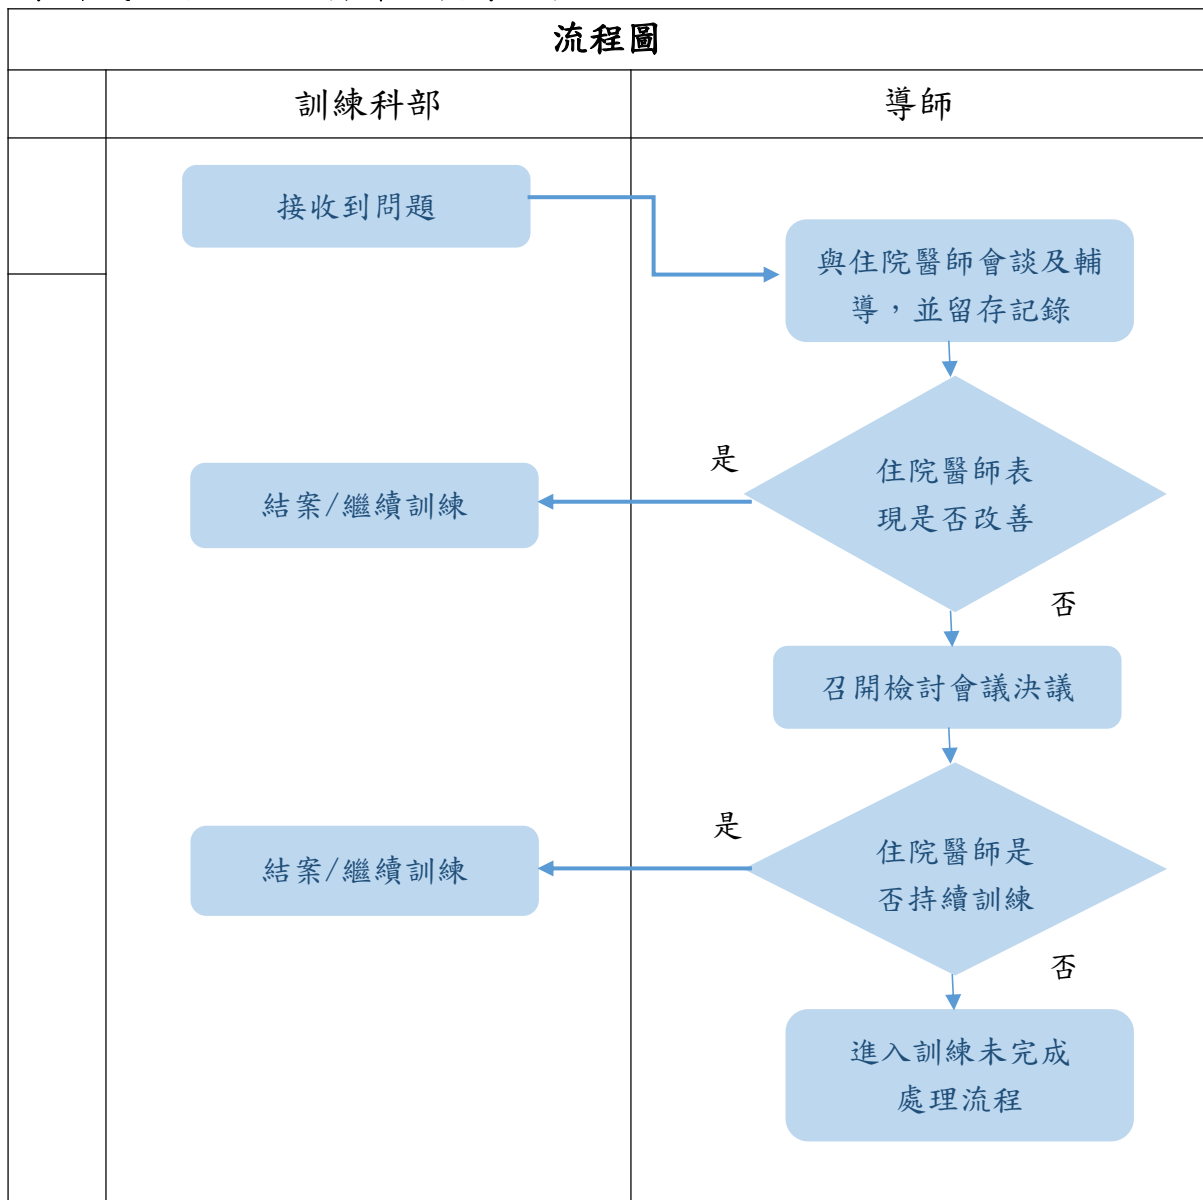 流程圖
訓練科部
導師
接收到問題
與住院醫師會談及輔
導，並留存記錄
是
住院醫師表
現是否改善
結案/繼續訓練
否
召開檢討會議決議
是
住院醫師是
否持續訓練
結案/繼續訓練
否
進入訓練未完成
處理流程